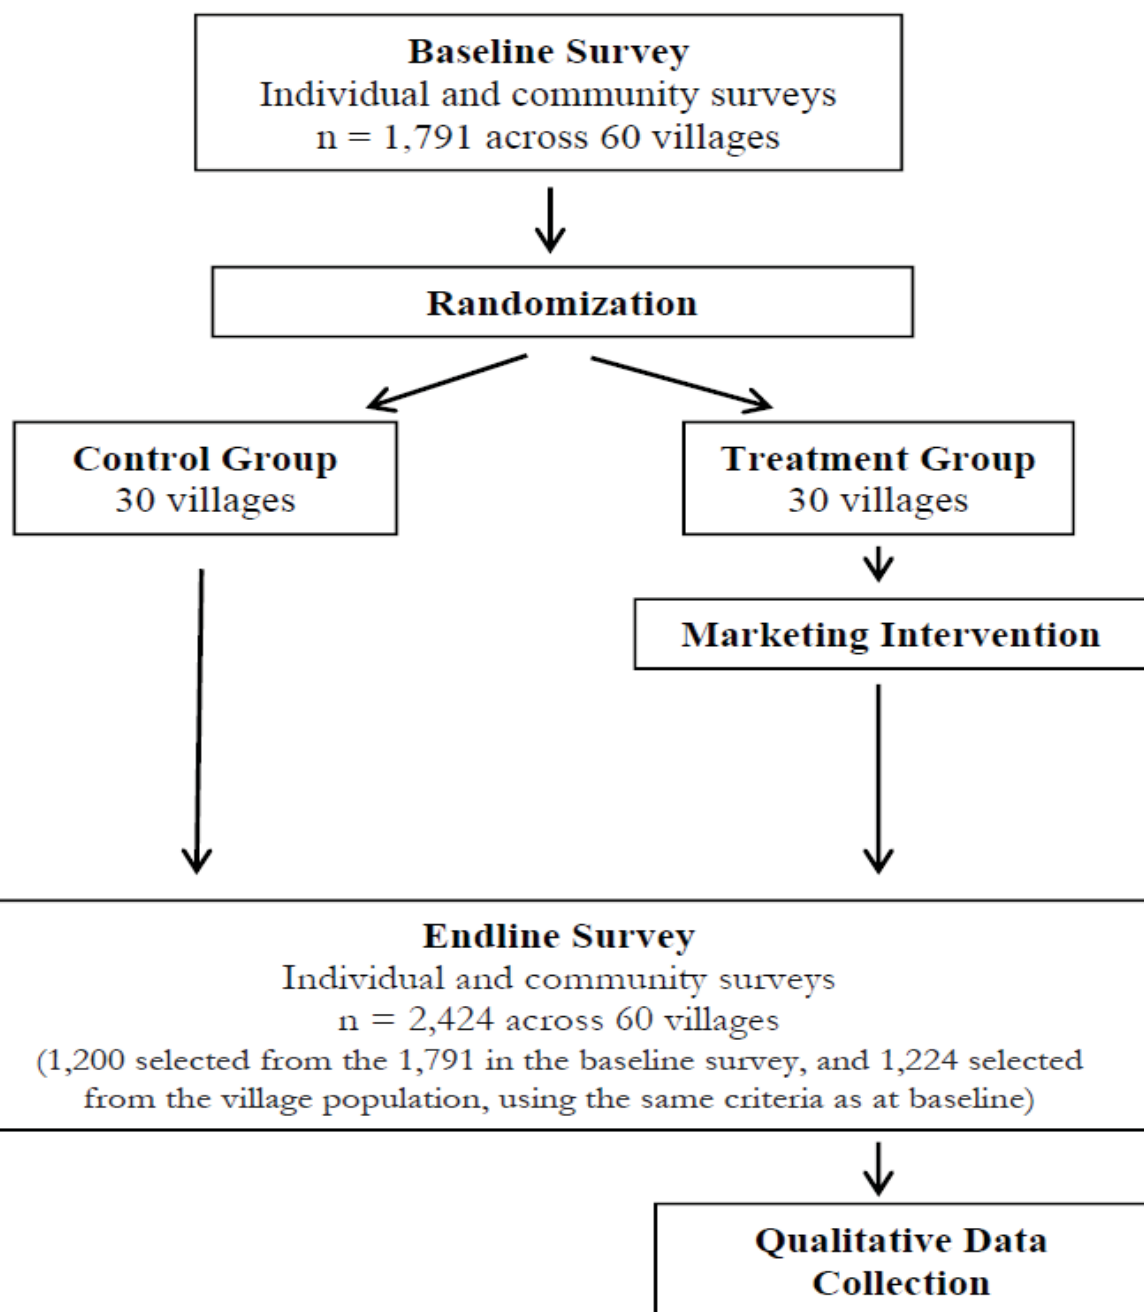 Baseline Survey
Individual and community surveys
n = 1,791 across 60 villages
Randomization
Control Group
30 villages
Treatment Group
30 villages
Marketing Intervention
Endline Survey
Individual and community surveys
n = 2,424 across 60 villages
(1,200 selected from the 1,791 in the baseline survey, and 1,224 selected
from the village population, using the same criteria as at baseline)
Qualitative Data
Collection